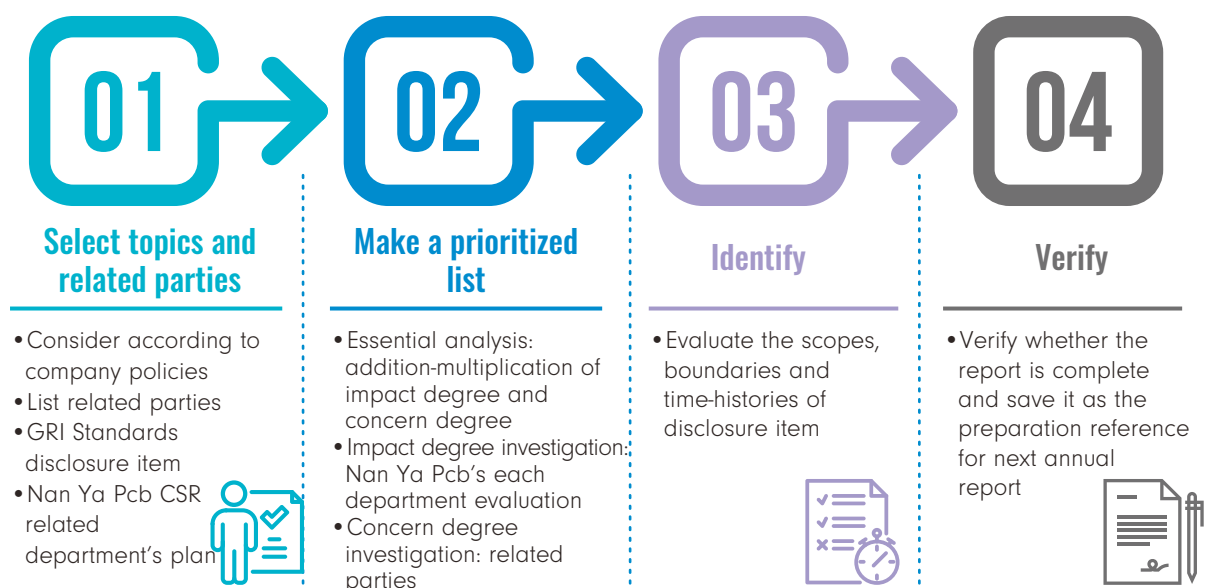 01
Select topics and
related parties
•Consider according to
company policies
•List related parties
•GRI Standards
disclosure item
•Nan Ya Pcb CSR
related
department's plan
02
Make a prioritized
list
•Essential analysis:
addition-multiplication of
impact degree and
concern degree
•Impact degree investigation:
Nan Ya Pcb's each
department evaluation
•Concern degree
investigation: related
parties
03
Identify
•Evaluate the scopes,
boundaries and
time-histories of
disclosure item
04
Verify
•Verify whether the
report is complete
and save it as the
preparation reference
for next annual
report